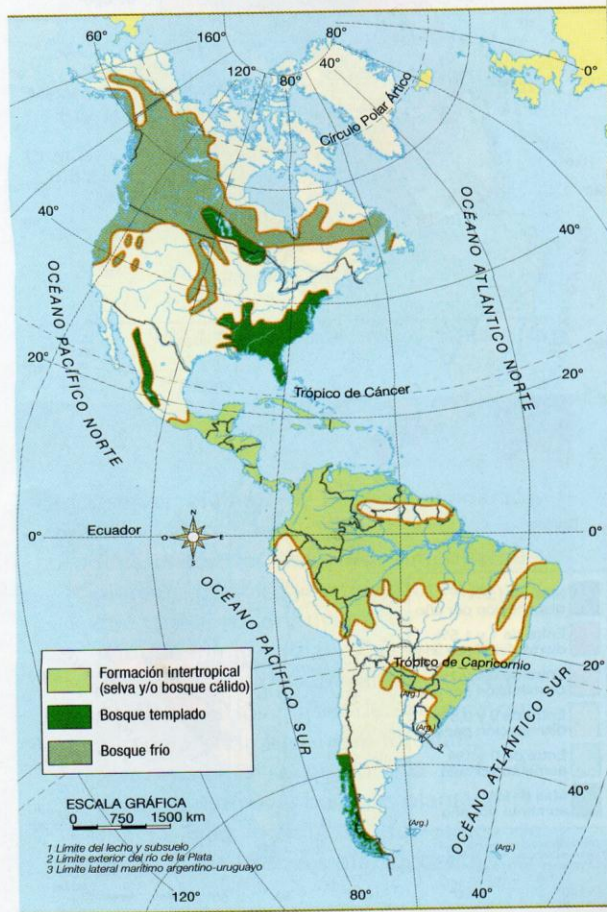 60°
160°
80°
120°
80°
40°
0°
Círculo Polar Ártico
40°
40°
OCÉANO PACÍFICO NORTE
OCÉANO ATLÁNTICO NORTE
20°
20°
Trópico de Cáncer
Ecuador
0°
0°
N
O
E
S
OCÉANO PACÍFICO SUR
Trópico de Capricornio
(Arg.)
(Arg.)
OCÉANO ATLÁNTICO SUR
Formación intertropical
(selva y/o bosque cálido)
Bosque templado
Bosque frío
40°
ESCALA GRÁFICA
0 750 1500 km
(Arg.)
(Arg.)
1 Límite del lecho y subsuelo
2 Límite exterior del río de la Plata
3 Límite lateral marítimo argentino-uruguayo
120°
80°
40°